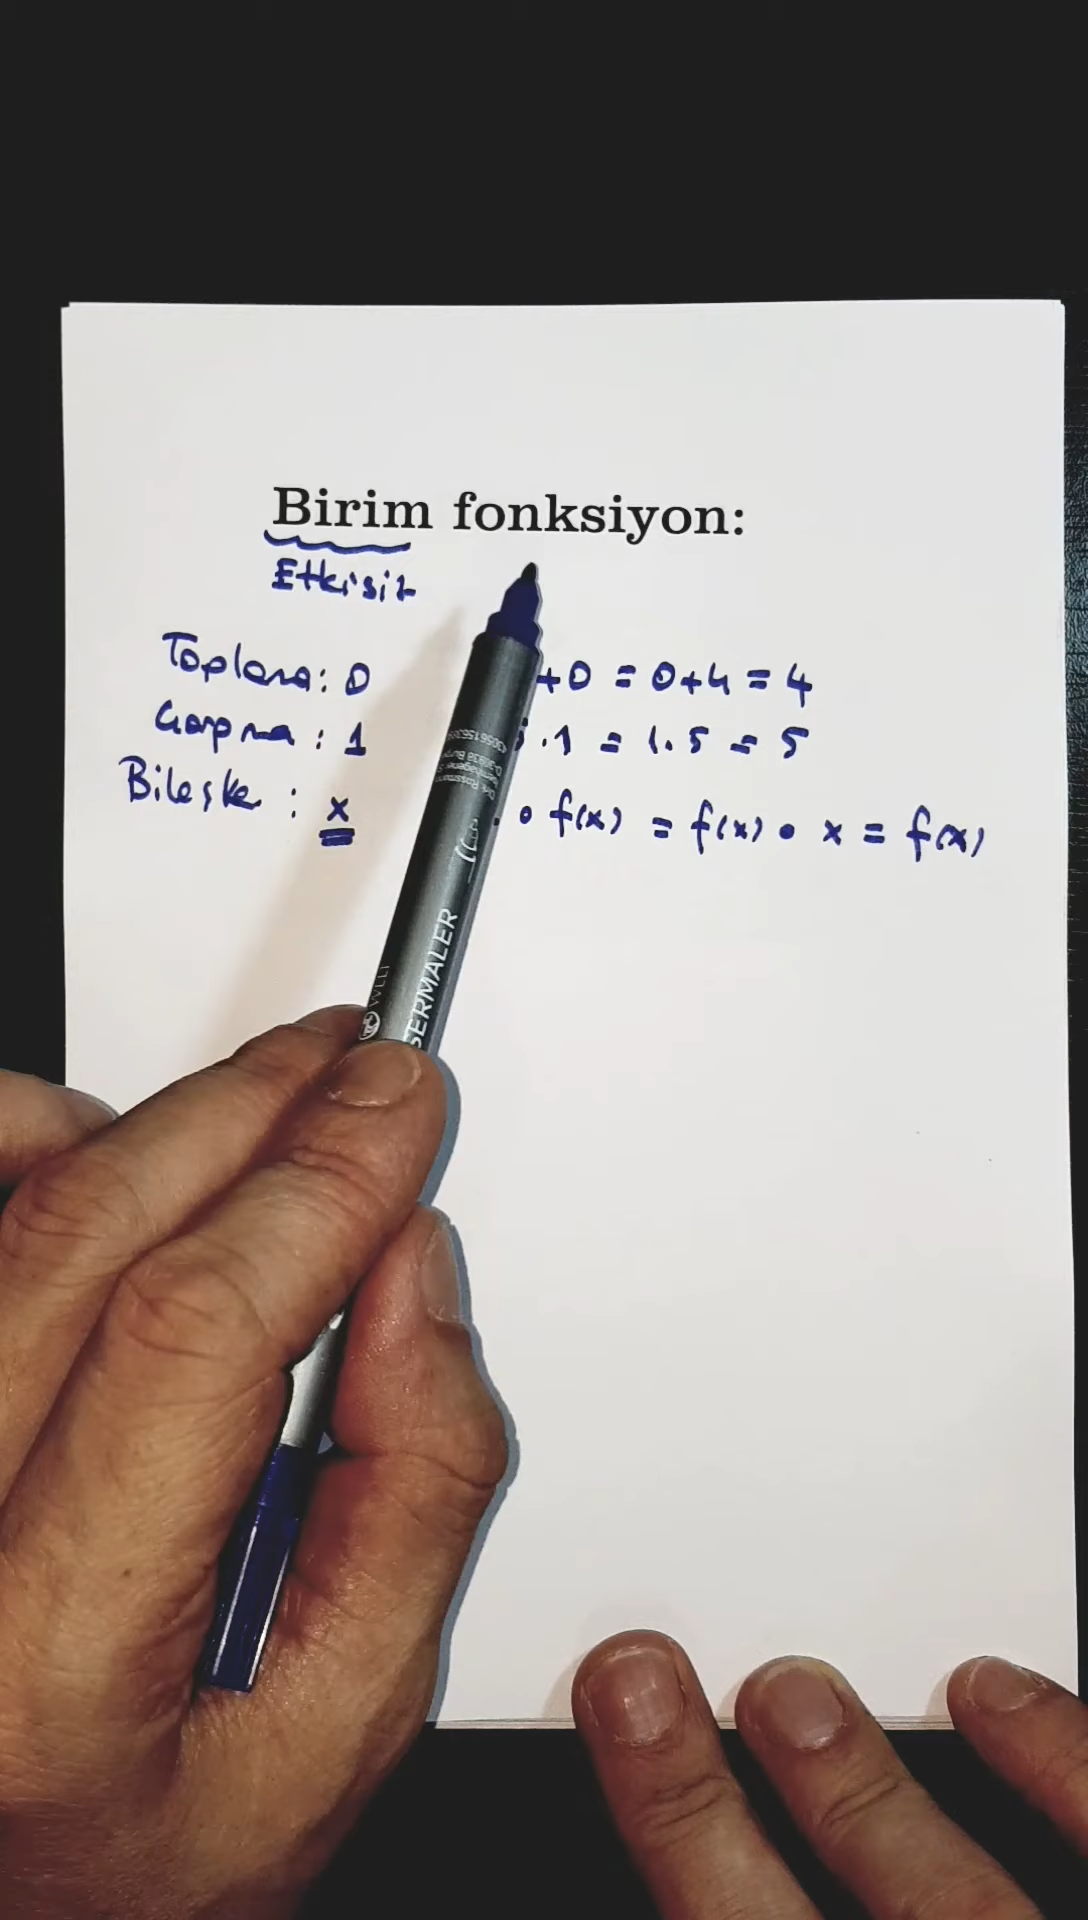 Birim fonksiyon:
Etkisiz
Toplama: 0 +0 = 0+4 = 4
Çarpma : 1 .1 = 1.5 = 5
Bileşke : x o f(x) = f(x) o x = f(x)
SERMALER